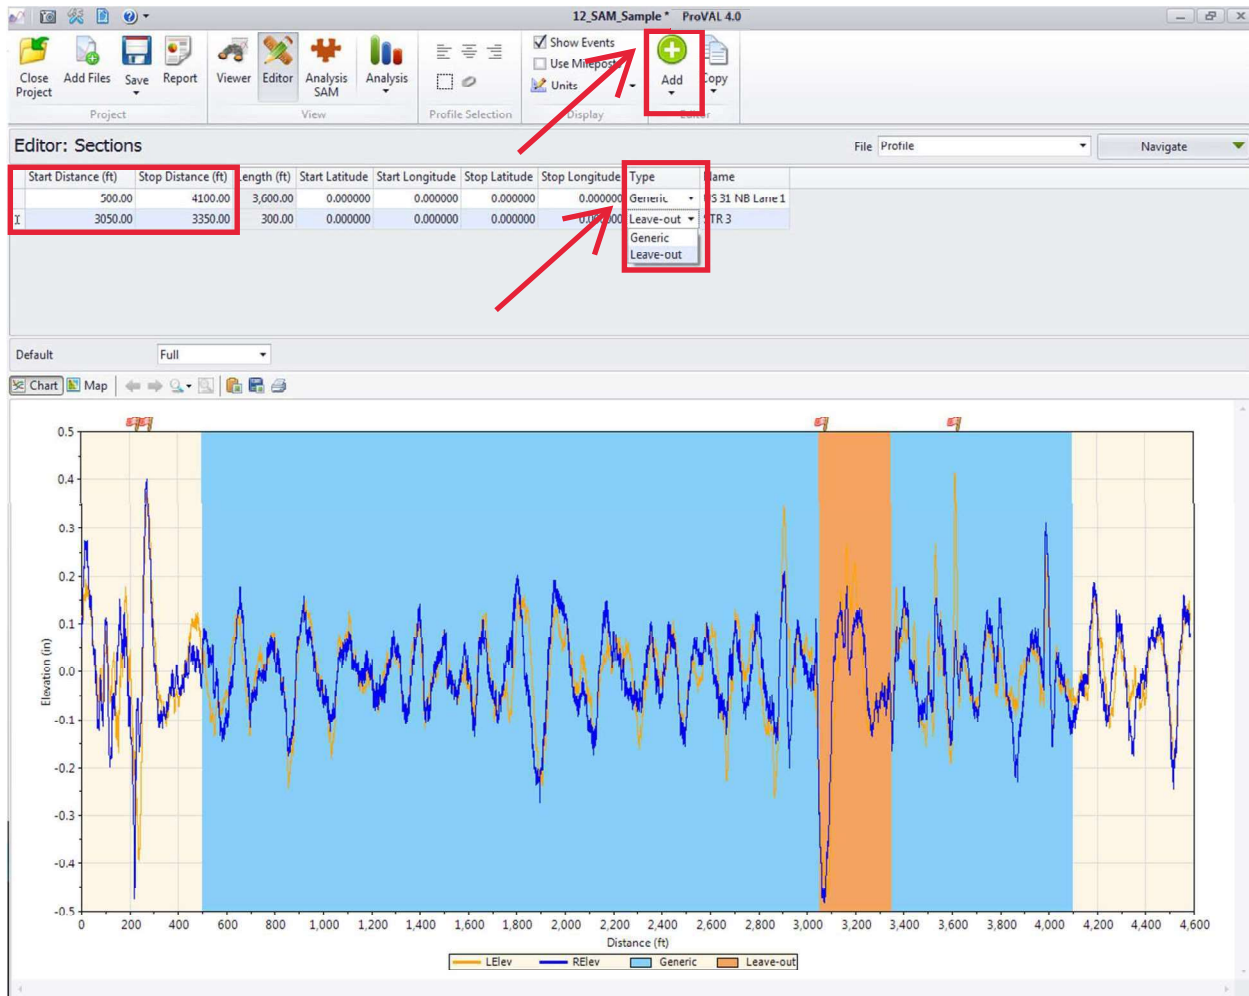 12_SAM_Sample * ProVAL 4.0
Close Project
Add Files
Save
Report
Viewer
Editor
Analysis SAM
Analysis
Show Events
Use Mileposts
Units
Add
Copy
Project
View
Profile Selection
Display
Editor
Editor: Sections
File Profile
Navigate
Start Distance (ft) Stop Distance (ft) Length (ft) Start Latitude Start Longitude Stop Latitude Stop Longitude Type Name
500.00 4100.00 3,600.00 0.000000 0.000000 0.000000 0.000000 Generic US 31 NB Lane 1
3050.00 3350.00 300.00 0.000000 0.000000 0.000000 0.000000 Leave-out STR 3
Generic
Leave-out
Default Full
Chart Map
0.5
0.4
0.3
0.2
0.1
0.0
-0.1
-0.2
-0.3
-0.4
-0.5
Elevation (in)
0 200 400 600 800 1,000 1,200 1,400 1,600 1,800 2,000 2,200 2,400 2,600 2,800 3,000 3,200 3,400 3,600 3,800 4,000 4,200 4,400 4,600
Distance (ft)
LElev RElev Generic Leave-out